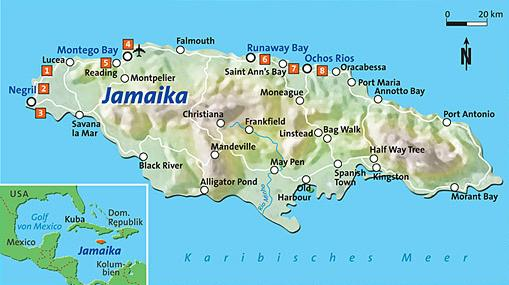 0
20 km
N
Falmouth
Montego Bay
4
Runaway Bay
Lucea
5
6
Ochos Rios
1
Reading
Saint Ann's Bay
7
8
Oracabessa
Montpelier
Port Maria
Negril
2
Jamaika
Moneague
Annotto Bay
3
Savana
la Mar
Christiana
Frankfield
Port Antonio
Linstead
Bag Walk
Mandeville
Half Way Tree
Black River
May Pen
Spanish
Town
Kingston
Alligator Pond
Rio Minho
Old
Harbour
Morant Bay
USA
Golf
von Mexico
Kuba
Dom.
Republik
Mexico
Jamaika
Kolum-
bien
Karibisches Meer